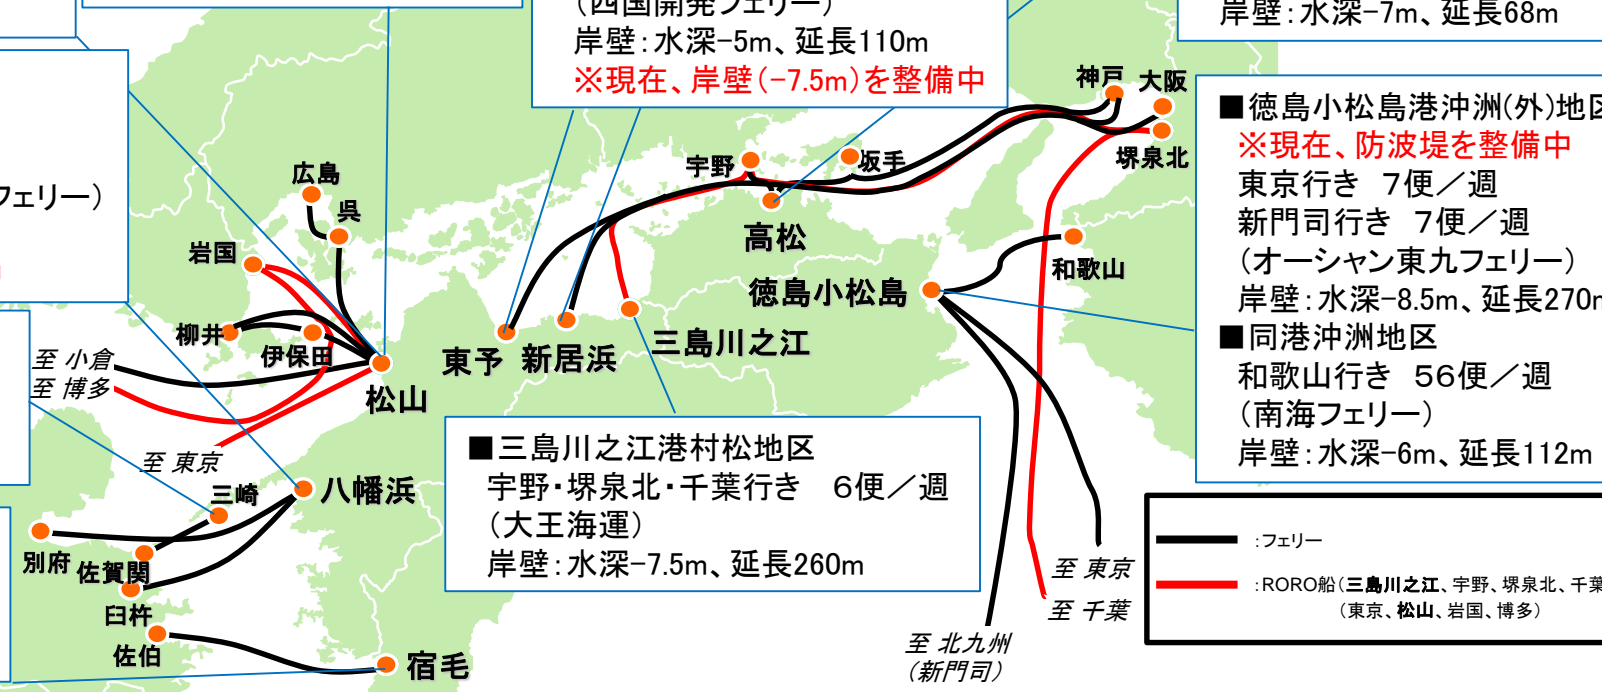 (四国開発フェリー)
岸壁:水深-5m、延長110m
※現在、岸壁(-7.5m)を整備中
岸壁:水深-7m、延長68m
フェリー)
■徳島小松島港沖洲(外)地区
※現在、防波堤を整備中
東京行き 7便/週
新門司行き 7便/週
(オーシャン東九フェリー)
岸壁:水深-8.5m、延長270m
■同港沖洲地区
和歌山行き 56便/週
(南海フェリー)
岸壁:水深-6m、延長112m
神戸
大阪
堺泉北
宇野
坂手
高松
広島
呉
岩国
和歌山
徳島小松島
柳井
伊保田
至 小倉
至 博多
松山
東予
新居浜
三島川之江
至 東京
■三島川之江港村松地区
宇野・堺泉北・千葉行き 6便/週
(大王海運)
岸壁:水深-7.5m、延長260m
三崎
八幡浜
別府
佐賀関
臼杵
佐伯
宿毛
至 東京
至 千葉
至 北九州
(新門司)
:フェリー
:RORO船(三島川之江、宇野、堺泉北、千葉
(東京、松山、岩国、博多)